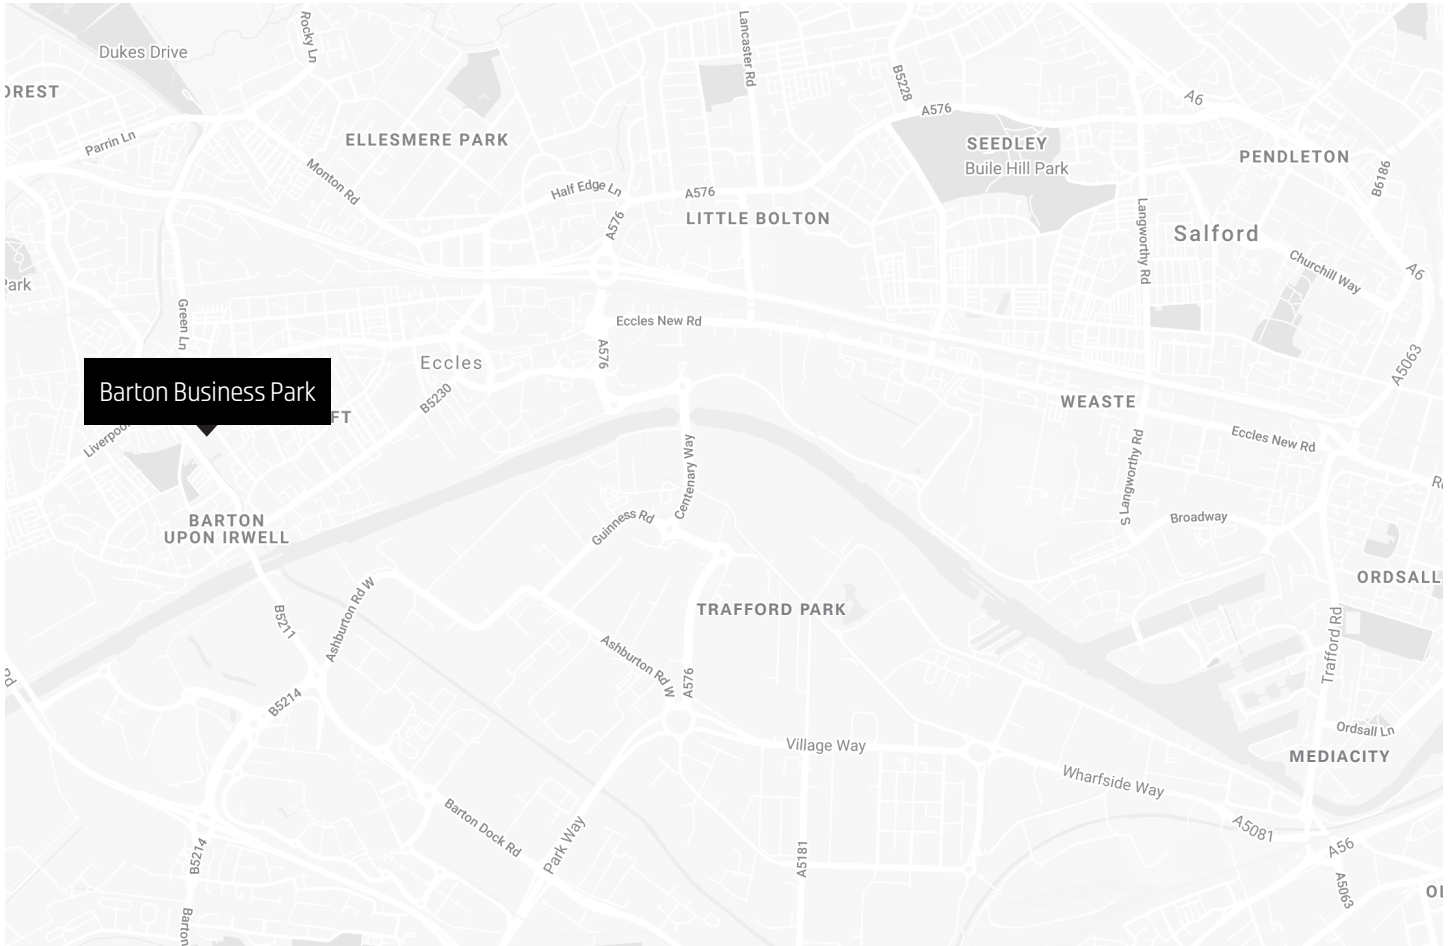 Rocky Ln
Lancaster Rd
Dukes Drive
B5228
A6
A576
Parrin Ln
ELLESMERE PARK
SEEDLEY
Buile Hill Park
PENDLETON
B6186
Monton Rd
Half Edge Ln
A576
A576
LITTLE BOLTON
Langworthy Rd
Salford
Churchill Way
A6
Park
Green Ln
Eccles New Rd
A576
Eccles
A5063
Barton Business Park
B5230
WEASTE
Eccles New Rd
Centenary Way
S Langworthy Rd
Guinness Rd
Broadway
BARTON
UPON IRWELL
ORDSALL
Ashburton Rd W
B5211
TRAFFORD PARK
Trafford Rd
Ashburton Rd W
A576
Rd
B5214
Village Way
Ordsall Ln
MEDIACITY
Wharfside Way
Barton Dock Rd
Park Way
A5081
A56
B5214
A5181
A5063
Barton